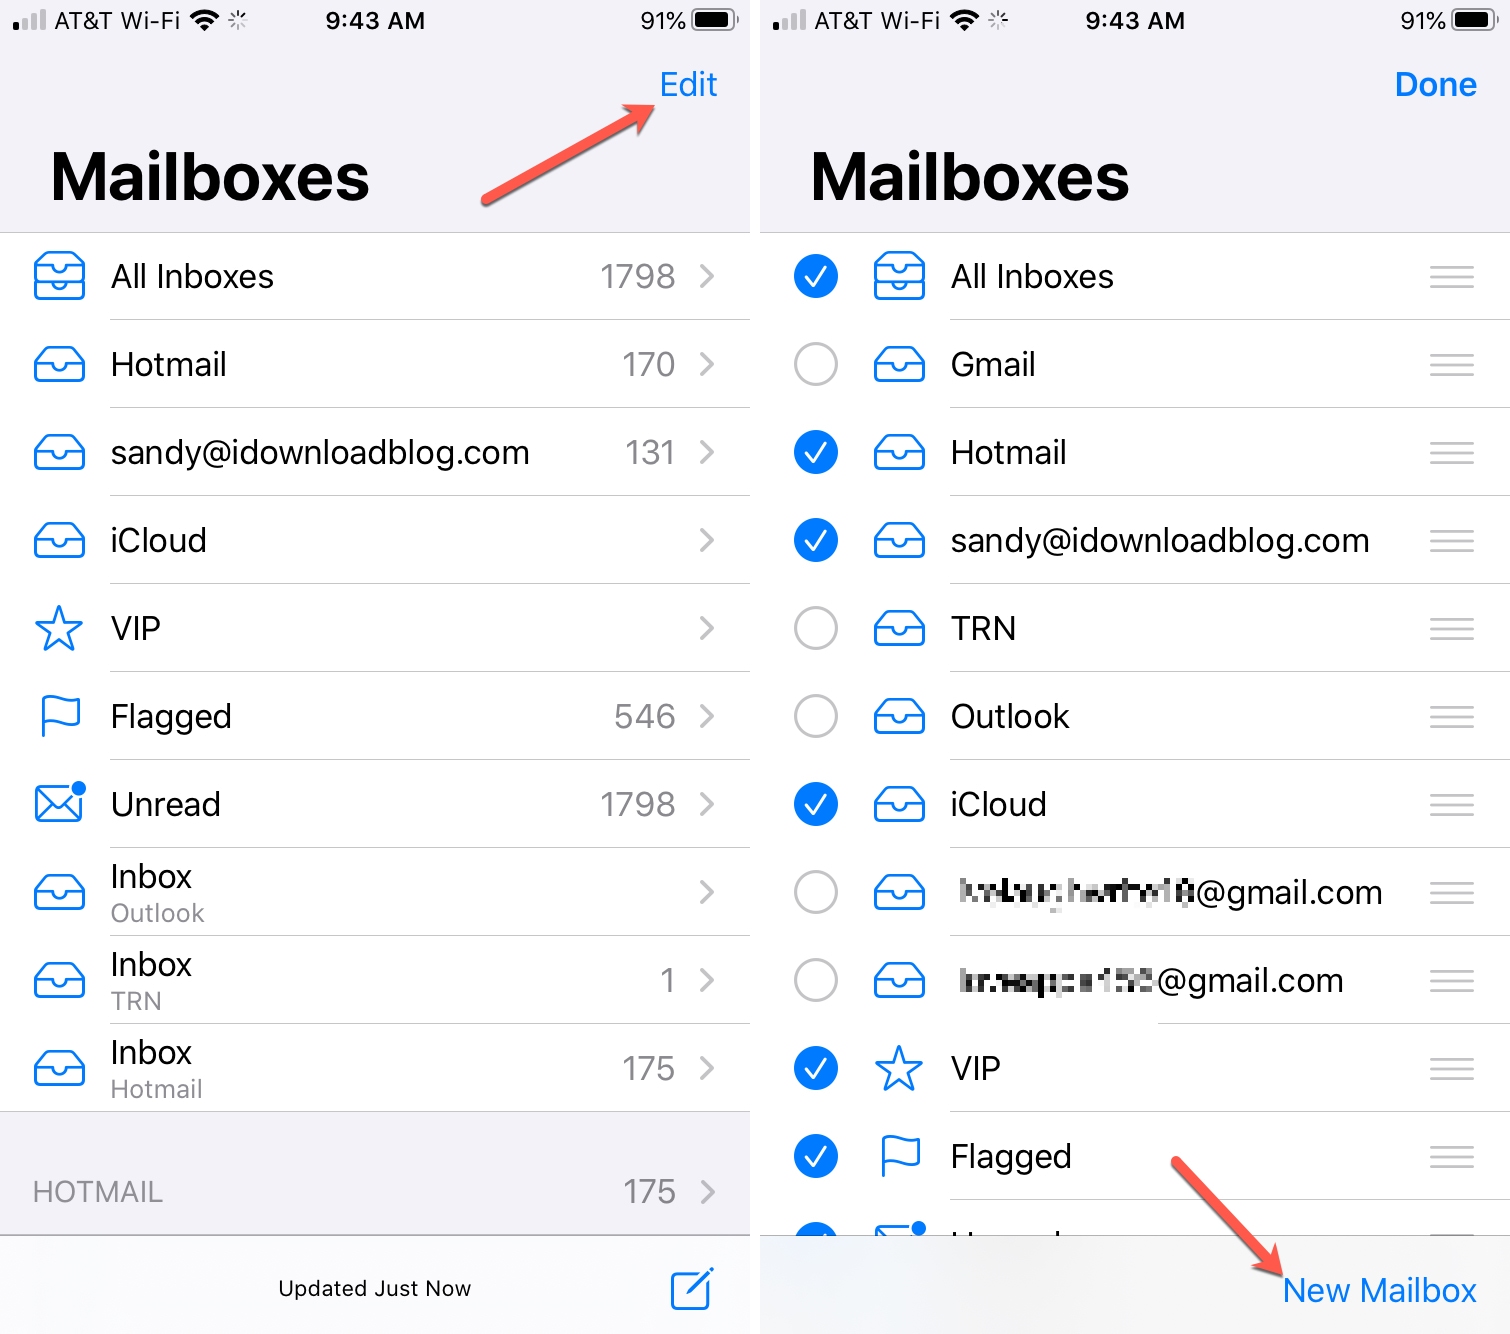 AT&T Wi-Fi 9:43 AM 91%
Edit
Mailboxes
All Inboxes 1798
Hotmail 170
sandy@idownloadblog.com 131
iCloud
VIP
Flagged 546
Unread 1798
Inbox
Outlook
Inbox
TRN 1
Inbox
Hotmail 175
HOTMAIL 175
Updated Just Now
AT&T Wi-Fi 9:43 AM 91%
Done
Mailboxes
All Inboxes
Gmail
Hotmail
sandy@idownloadblog.com
TRN
Outlook
iCloud
@gmail.com
@gmail.com
VIP
Flagged
New Mailbox